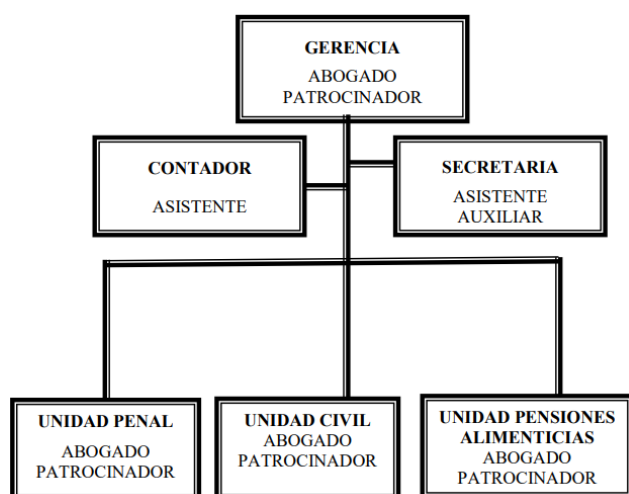 GERENCIA
ABOGADO
PATROCINADOR
CONTADOR
ASISTENTE
SECRETARIA
ASISTENTE
AUXILIAR
UNIDAD PENAL
ABOGADO
PATROCINADOR
UNIDAD CIVIL
ABOGADO
PATROCINADOR
UNIDAD PENSIONES
ALIMENTICIAS
ABOGADO
PATROCINADOR